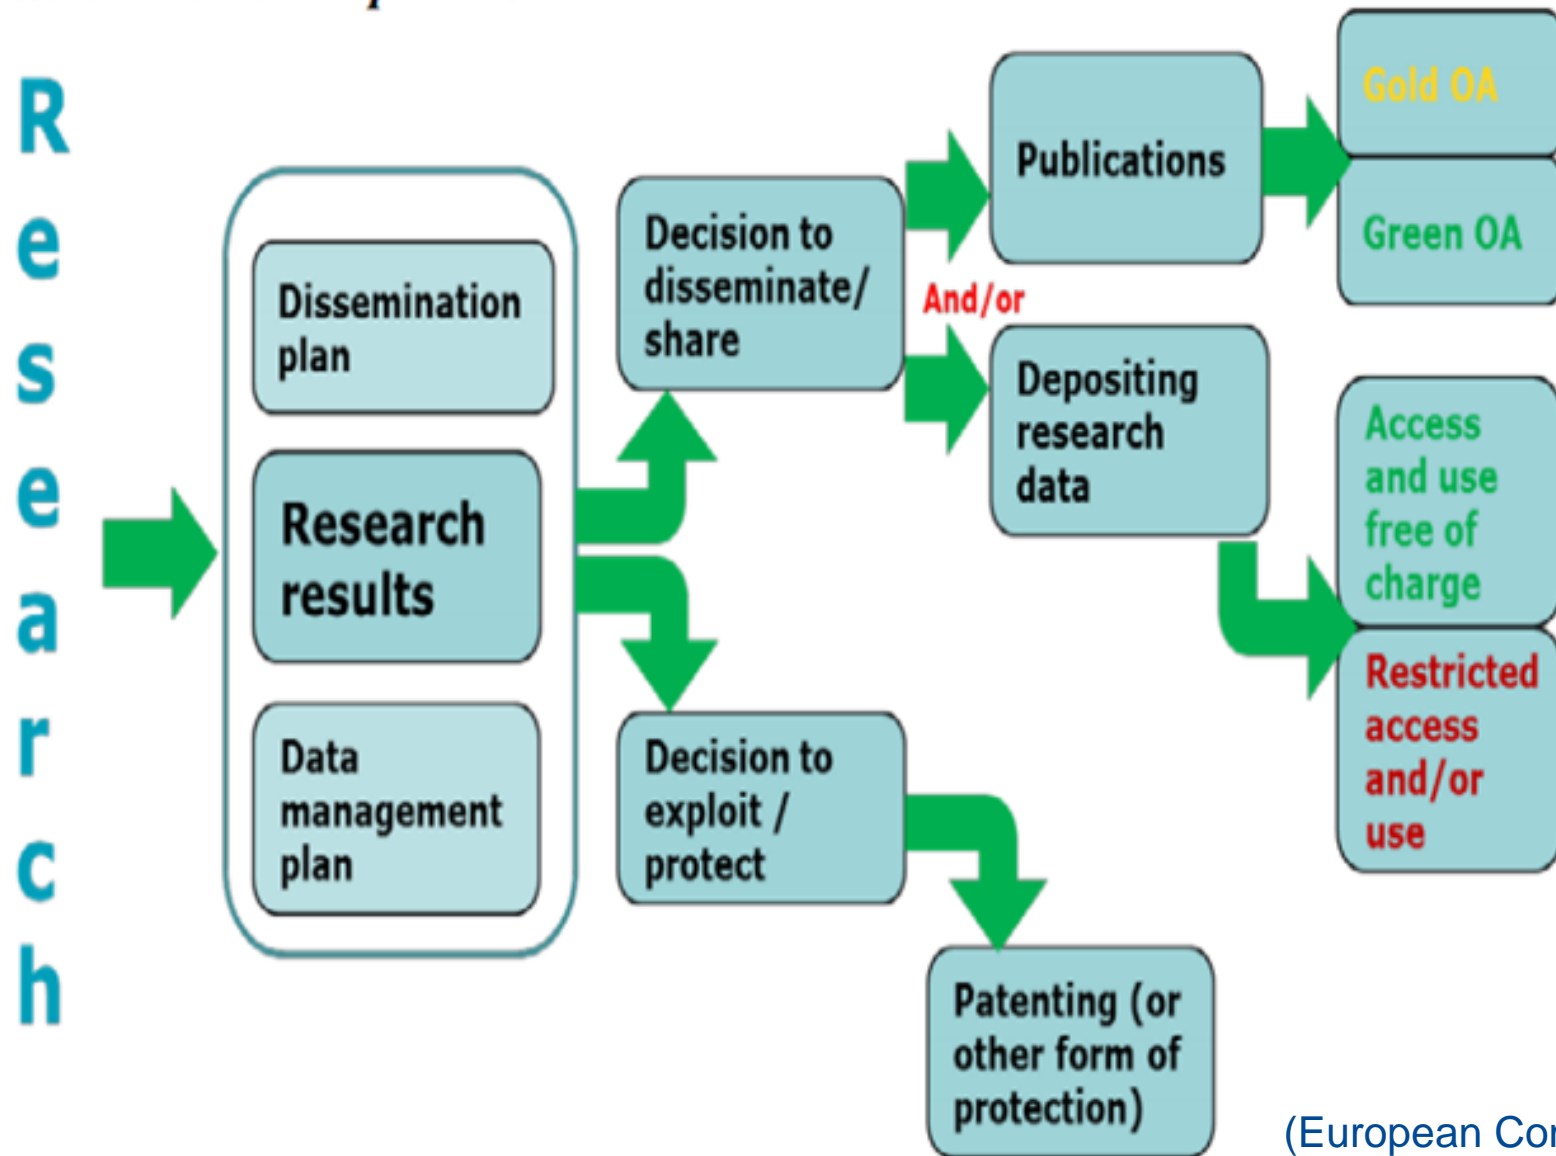 Research
Dissemination
plan
Research
results
Data
management
plan
Decision to
disseminate/
share
And/or
Decision to
exploit /
protect
Publications
Depositing
research
data
Patenting (or
other form of
protection)
Gold OA
Green OA
Access
and use
free of
charge
Restricted
access
and/or
use
(European